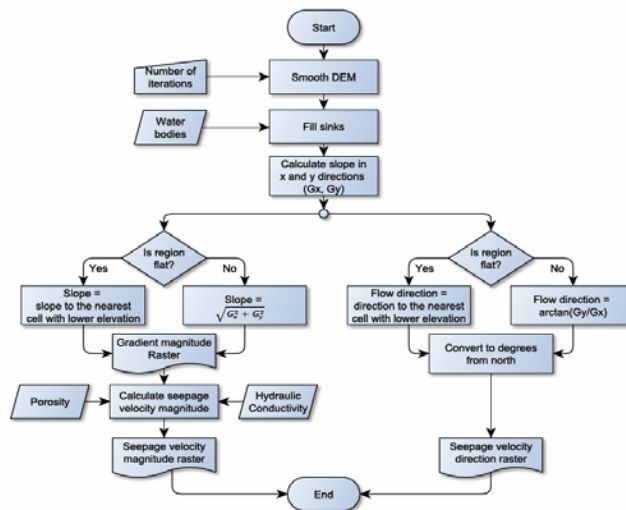 Start
Number of
iterations
Smooth DEM
Water
bodies
Fill sinks
Calculate slope in
x and y directions
(Gx, Gy)
Is region
flat?
Yes
No
Slope =
slope to the nearest
cell with lower elevation
Slope =
√Gx² + Gy²
Gradient magnitude
Raster
Porosity
Calculate seepage
velocity magnitude
Hydraulic
Conductivity
Seepage velocity
magnitude raster
Is region
flat?
Yes
No
Flow direction =
direction to the nearest
cell with lower elevation
Flow direction =
arctan(Gy/Gx)
Convert to degrees
from north
Seepage velocity
direction raster
End